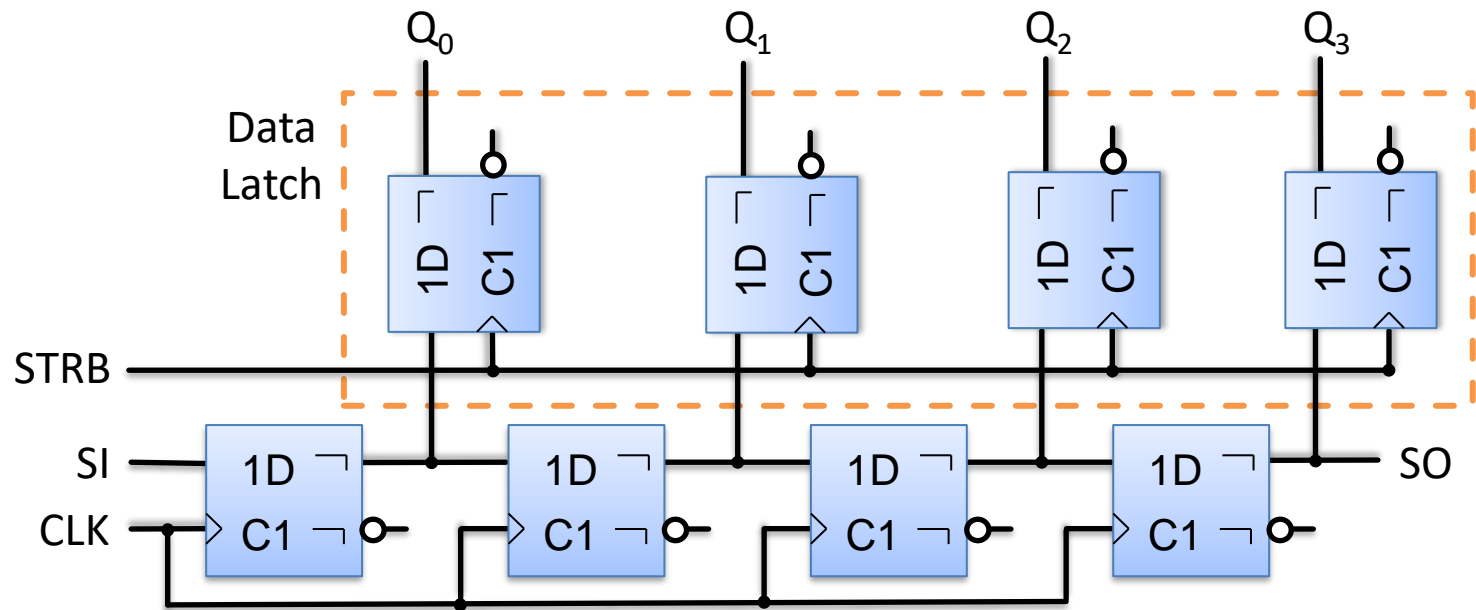 Q0 Q1 Q2 Q3
Data
Latch
1D C1 1D C1 1D C1 1D C1
STRB
SI 1D 1D 1D 1D SO
CLK C1 C1 C1 C1